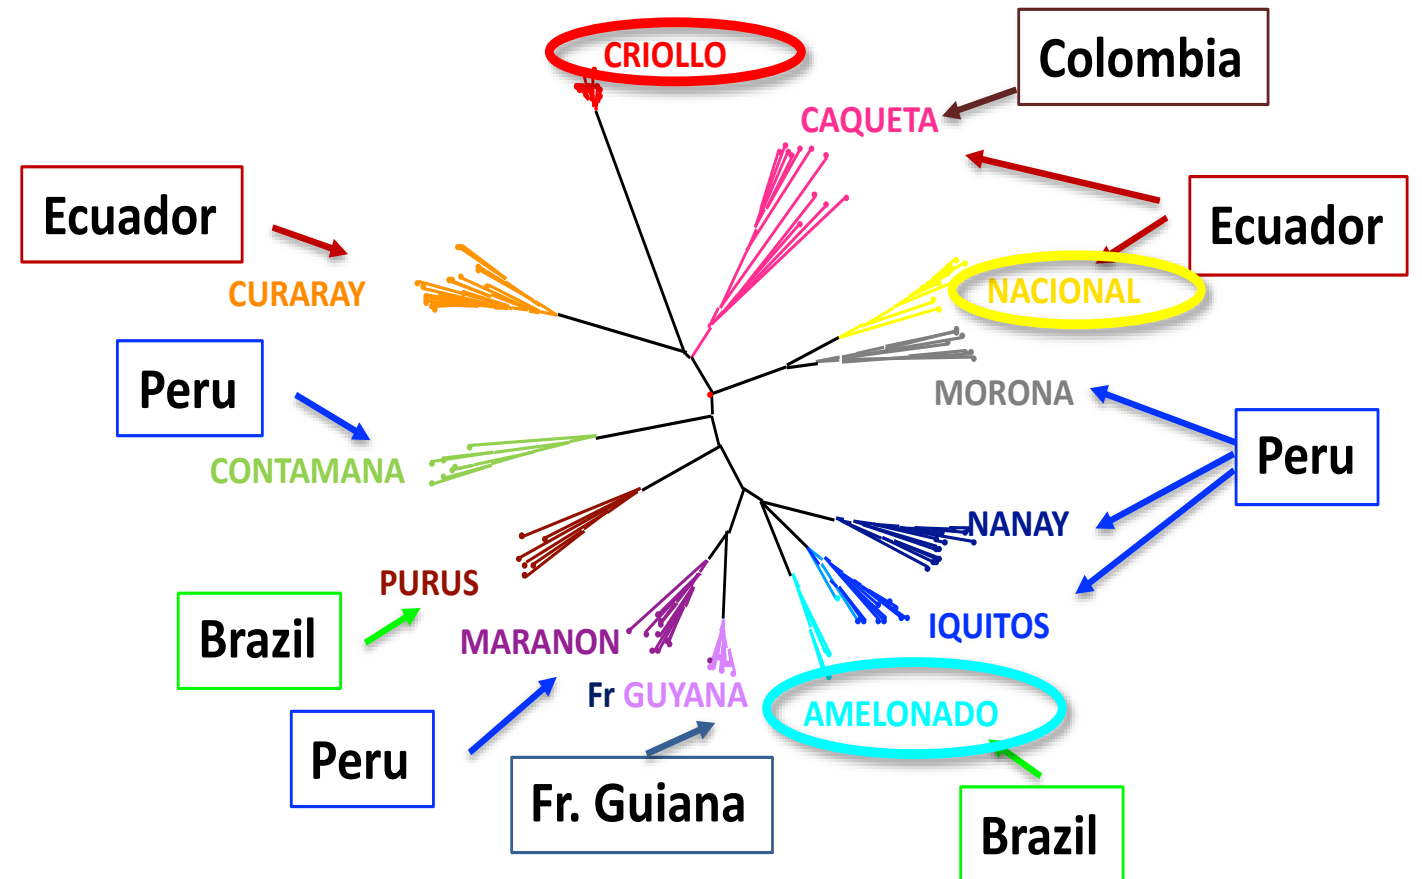 CRIOLLO
Colombia
CAQUETA
Ecuador
Ecuador
CURARAY
NACIONAL
Peru
MORONA
Peru
CONTAMANA
NANAY
PURUS
Brazil
MARANON
IQUITOS
Fr GUYANA
AMELONADO
Peru
Fr. Guiana
Brazil